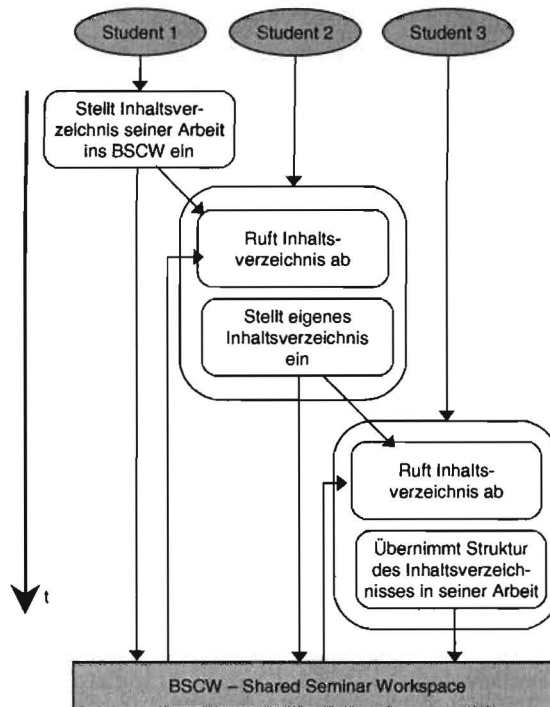 Student 1
Student 2
Student 3
Stellt Inhaltsver-
zeichnis seiner Arbeit
ins BSCW ein
Ruft Inhalts-
verzeichnis ab
Stellt eigenes
Inhaltsverzeichnis
ein
Ruft Inhalts-
verzeichnis ab
Übernimmt Struktur
des Inhaltsverzeich-
nisses in seiner Arbeit
t
BSCW – Shared Seminar Workspace